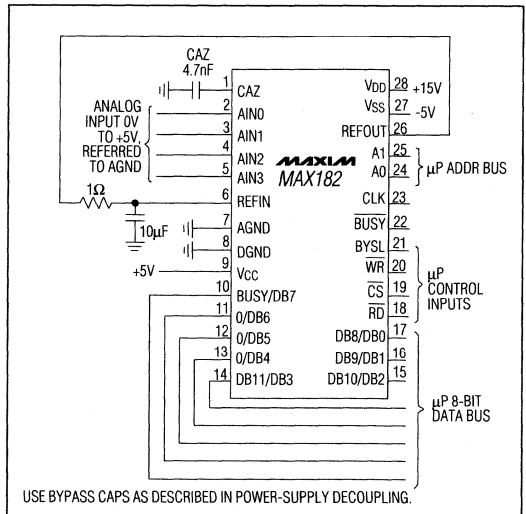 CAZ
4.7nF
1 CAZ
ANALOG
INPUT 0V
TO +5V,
REFERRED
TO AGND
2 AIN0
3 AIN1
4 AIN2
5 AIN3
1Ω
6 REFIN
10µF
7 AGND
8 DGND
+5V 9 VCC
10 BUSY/DB7
11 0/DB6
12 0/DB5
13 0/DB4
14 DB11/DB3
MAXIM
MAX182
VDD 28 +15V
VSS 27 -5V
REFOUT 26
A1 25
A0 24
µP ADDR BUS
CLK 23
BUSY 22
BYSL 21
WR 20
CS 19
RD 18
µP
CONTROL
INPUTS
DB8/DB0 17
DB9/DB1 16
DB10/DB2 15
µP 8-BIT
DATA BUS
USE BYPASS CAPS AS DESCRIBED IN POWER-SUPPLY DECOUPLING.